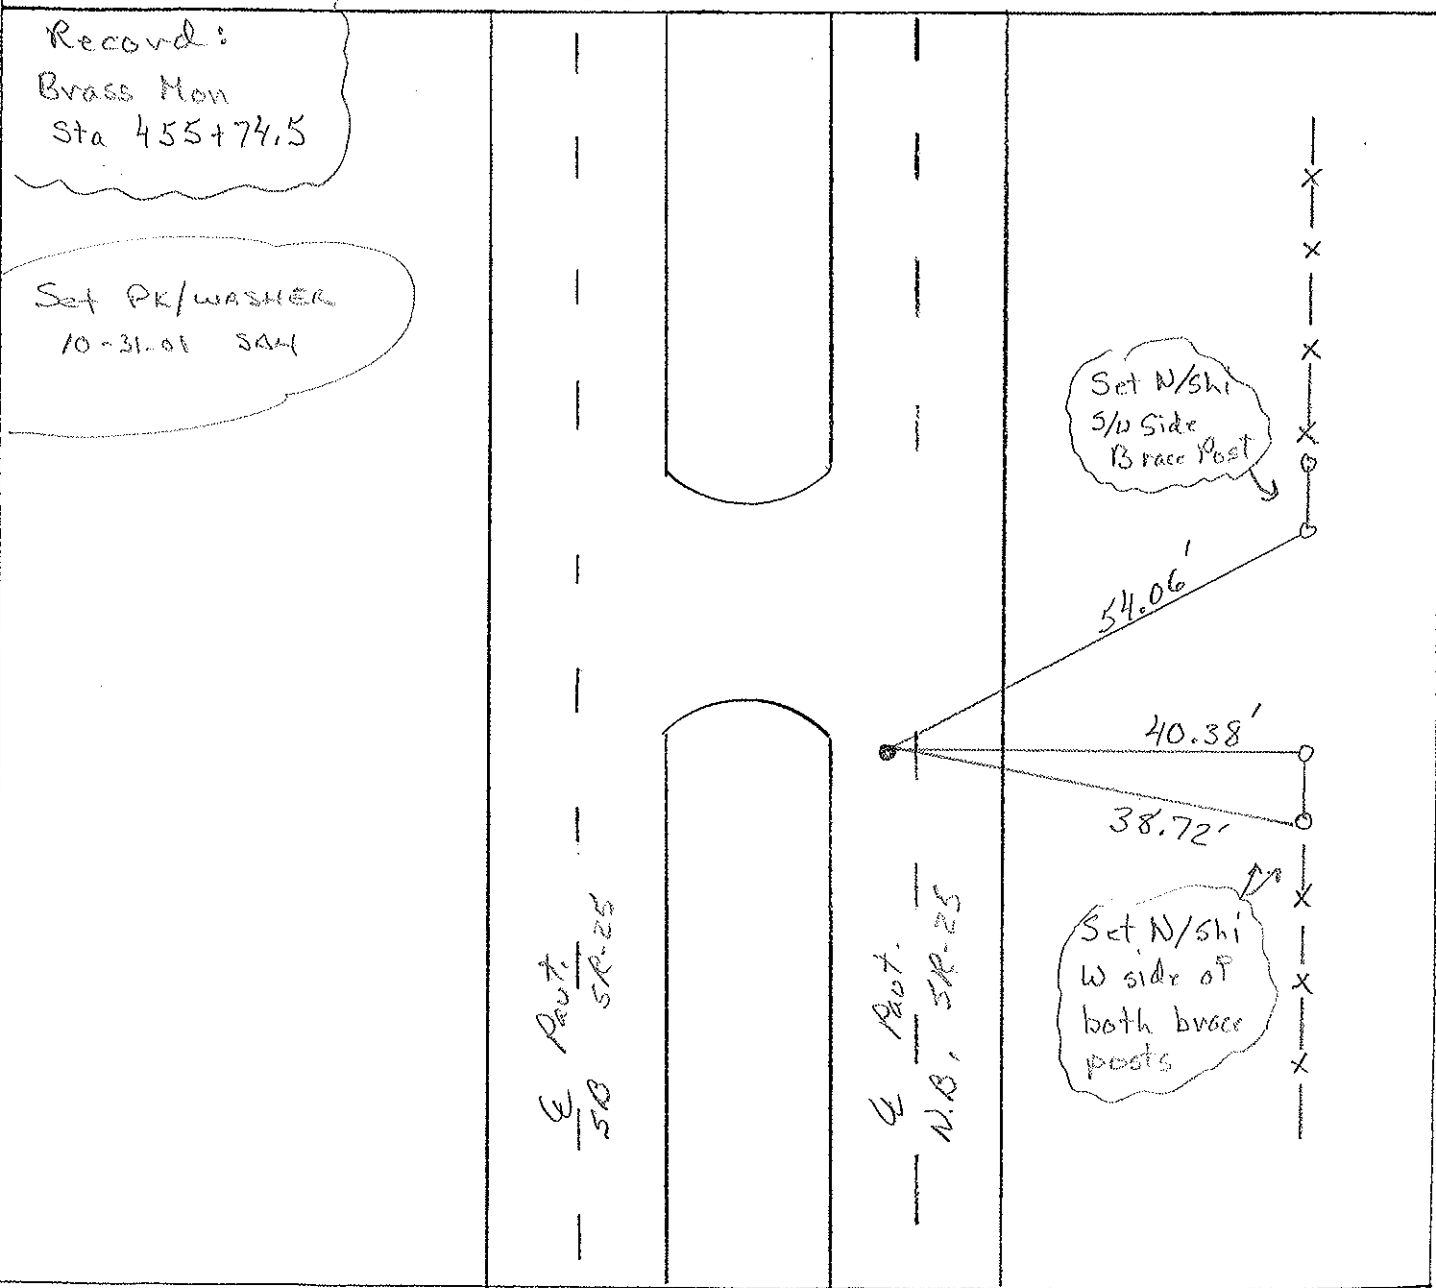 Record:
Brass Mon
Sta 455+74.5
Set PK/WASHER
10-31-01 SAH
Set N/Shi
S/W Side
Brace Post
54.06'
40.38'
38.72'
Set N/Shi
W side of
both brace
posts
℄ Pavt.
SB SR-25
℄ Pavt.
N.B. SR-25